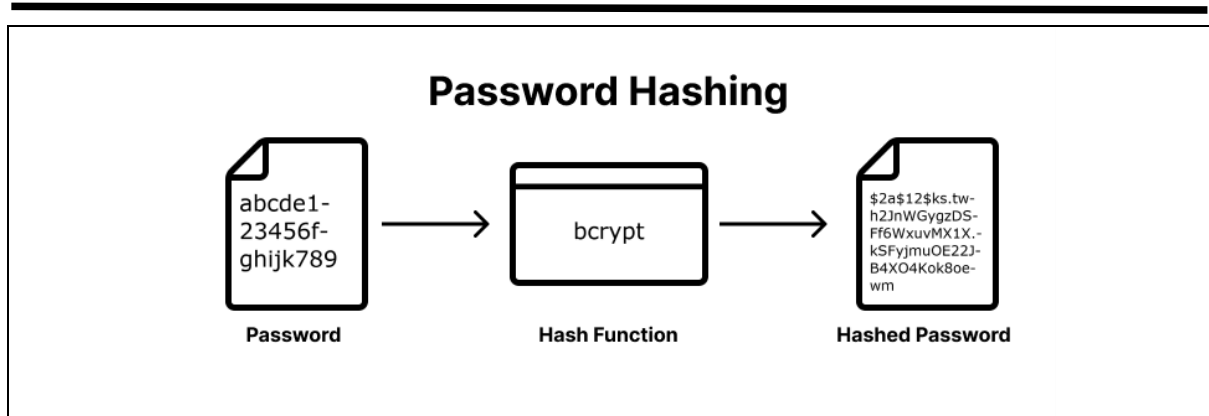 Password Hashing
abcde1-
23456f-
ghijk789
bcrypt
$2a$12$ks.tw-
h2JnWGygzDS-
Ff6WxuvMX1X.-
kSFyjmuOE22J-
B4XO4Kok8oe-
wm
Password
Hash Function
Hashed Password